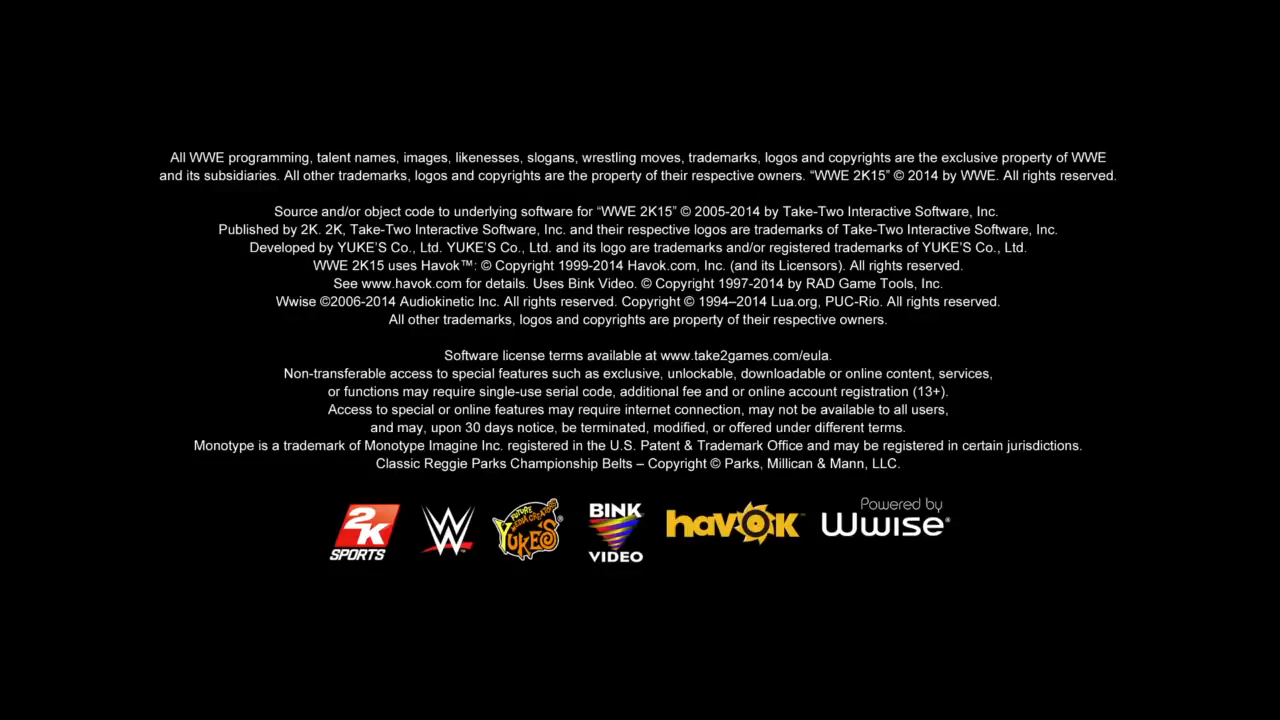 All WWE programming, talent names, images, likenesses, slogans, wrestling moves, trademarks, logos and copyrights are the exclusive property of WWE
and its subsidiaries. All other trademarks, logos and copyrights are the property of their respective owners. “WWE 2K15” © 2014 by WWE. All rights reserved.
Source and/or object code to underlying software for “WWE 2K15” © 2005-2014 by Take-Two Interactive Software, Inc.
Published by 2K. 2K, Take-Two Interactive Software, Inc. and their respective logos are trademarks of Take-Two Interactive Software, Inc.
Developed by YUKE’S Co., Ltd. YUKE’S Co., Ltd. and its logo are trademarks and/or registered trademarks of YUKE’S Co., Ltd.
WWE 2K15 uses Havok™: © Copyright 1999-2014 Havok.com, Inc. (and its Licensors). All rights reserved.
See www.havok.com for details. Uses Bink Video. © Copyright 1997-2014 by RAD Game Tools, Inc.
Wwise ©2006-2014 Audiokinetic Inc. All rights reserved. Copyright © 1994–2014 Lua.org, PUC-Rio. All rights reserved.
All other trademarks, logos and copyrights are property of their respective owners.
Software license terms available at www.take2games.com/eula.
Non-transferable access to special features such as exclusive, unlockable, downloadable or online content, services,
or functions may require single-use serial code, additional fee and or online account registration (13+).
Access to special or online features may require internet connection, may not be available to all users,
and may, upon 30 days notice, be terminated, modified, or offered under different terms.
Monotype is a trademark of Monotype Imagine Inc. registered in the U.S. Patent & Trademark Office and may be registered in certain jurisdictions.
Classic Reggie Parks Championship Belts – Copyright © Parks, Millican & Mann, LLC.
2K SPORTS
W
FUTURE MEDIA CREATOR YUKE'S ®
BINK VIDEO
havok™
Powered by
wwise®